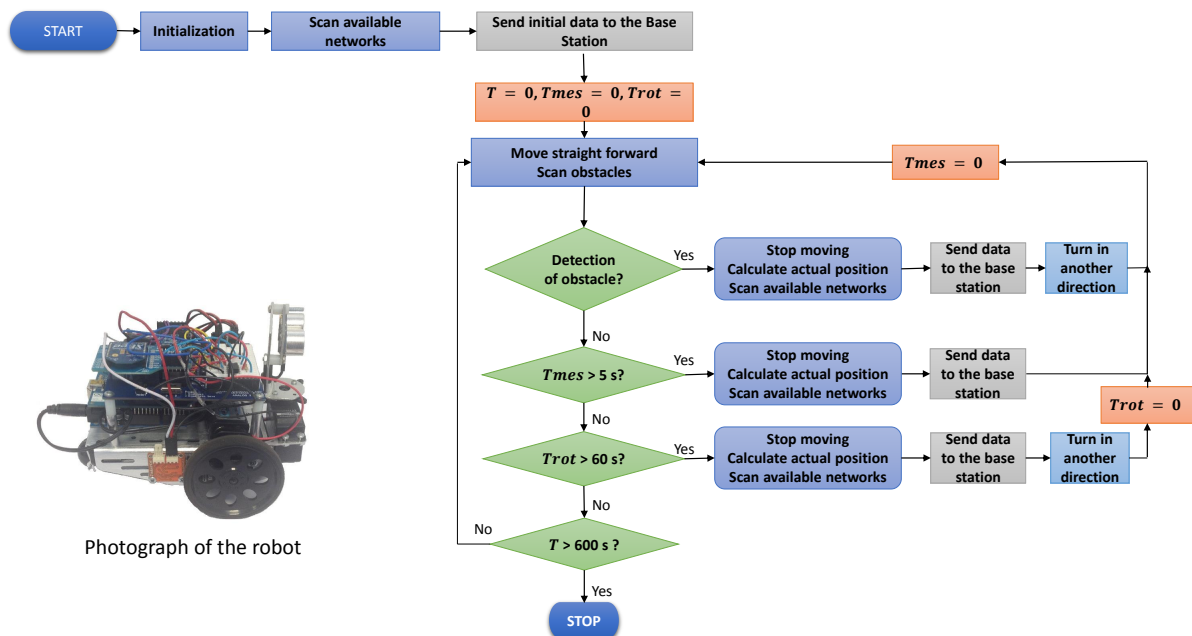 START
Initialization
Scan available
networks
Send initial data to the Base
Station
T = 0, Tmes = 0, Trot =
0
Move straight forward
Scan obstacles
Tmes = 0
Detection
of obstacle?
Yes
Stop moving
Calculate actual position
Scan available networks
Send data
to the base
station
Turn in
another
direction
No
Tmes > 5 s?
Yes
Stop moving
Calculate actual position
Scan available networks
Send data
to the base
station
Trot = 0
No
Trot > 60 s?
Yes
Stop moving
Calculate actual position
Scan available networks
Send data
to the base
station
Turn in
another
direction
No
No
T > 600 s ?
Yes
STOP
Photograph of the robot